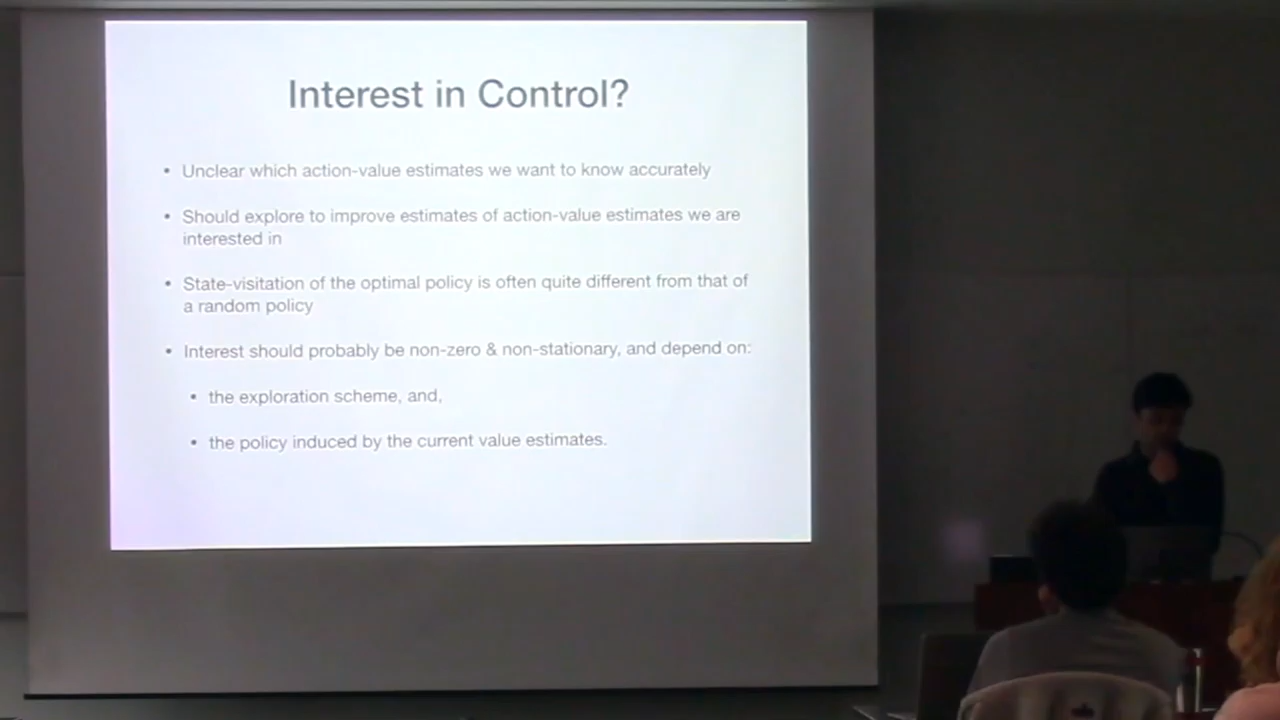 Interest in Control?
• Unclear which action-value estimates we want to know accurately
• Should explore to improve estimates of action-value estimates we are
interested in
• State-visitation of the optimal policy is often quite different from that of
a random policy
• Interest should probably be non-zero & non-stationary, and depend on:
• the exploration scheme, and,
• the policy induced by the current value estimates.